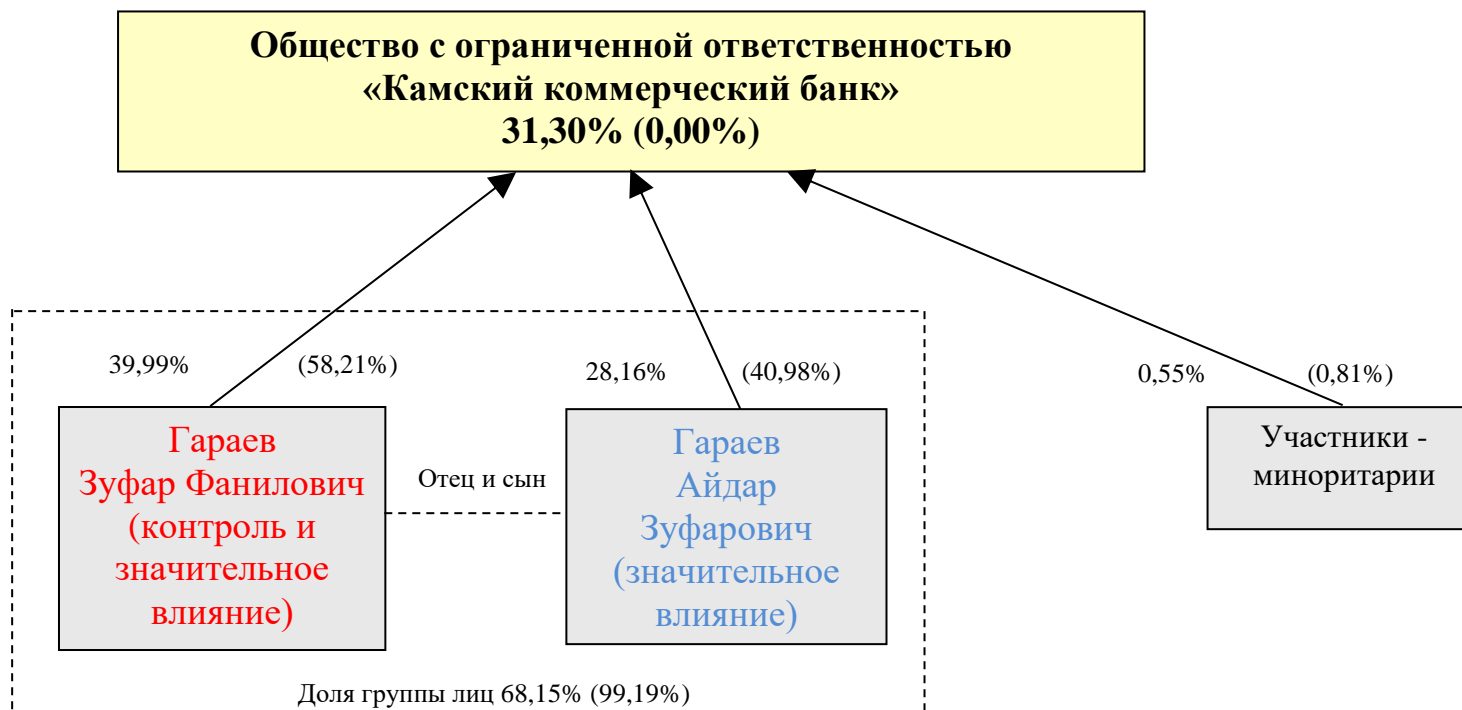 Общество с ограниченной ответственностью
«Камский коммерческий банк»
31,30% (0,00%)
39,99% (58,21%)
28,16% (40,98%)
0,55% (0,81%)
Гараев
Зуфар Фанилович
(контроль и
значительное
влияние)
Отец и сын
Гараев
Айдар
Зуфарович
(значительное
влияние)
Участники -
миноритарии
Доля группы лиц 68,15% (99,19%)